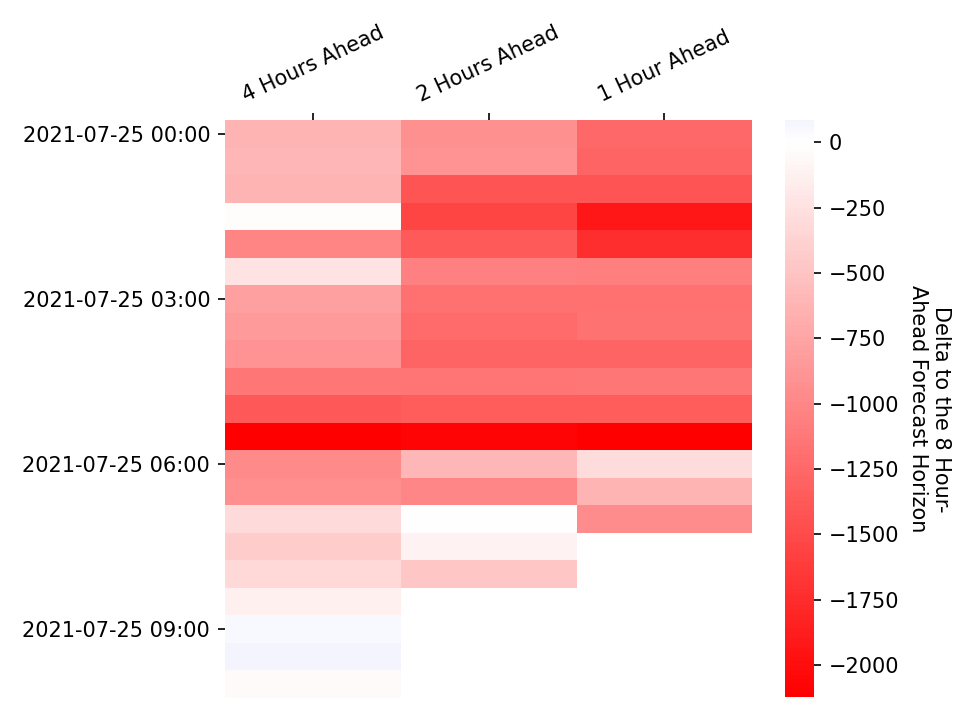 4 Hours Ahead
2 Hours Ahead
1 Hour Ahead
2021-07-25 00:00
2021-07-25 03:00
2021-07-25 06:00
2021-07-25 09:00
0
−250
−500
−750
−1000
−1250
−1500
−1750
−2000
Delta to the 8 Hour-
Ahead Forecast Horizon